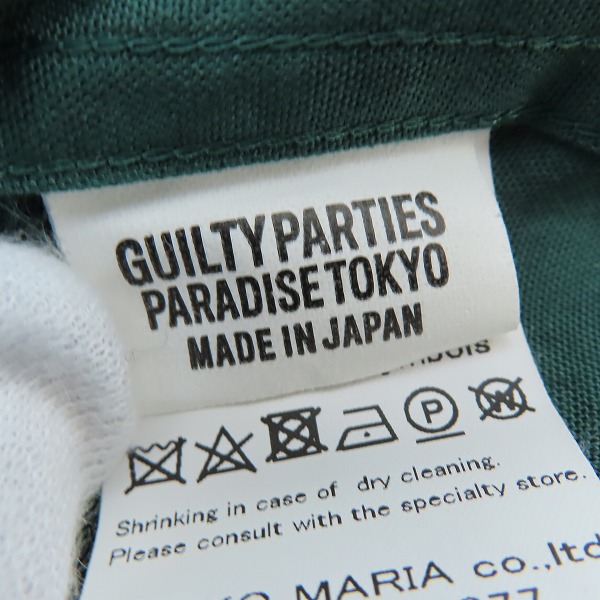 GUILTY PARTIES
PARADISE TOKYO
MADE IN JAPAN
P
W
Shrinking in case of dry cleaning.
Please consult with the specialty store.
MARIA co.,ltd